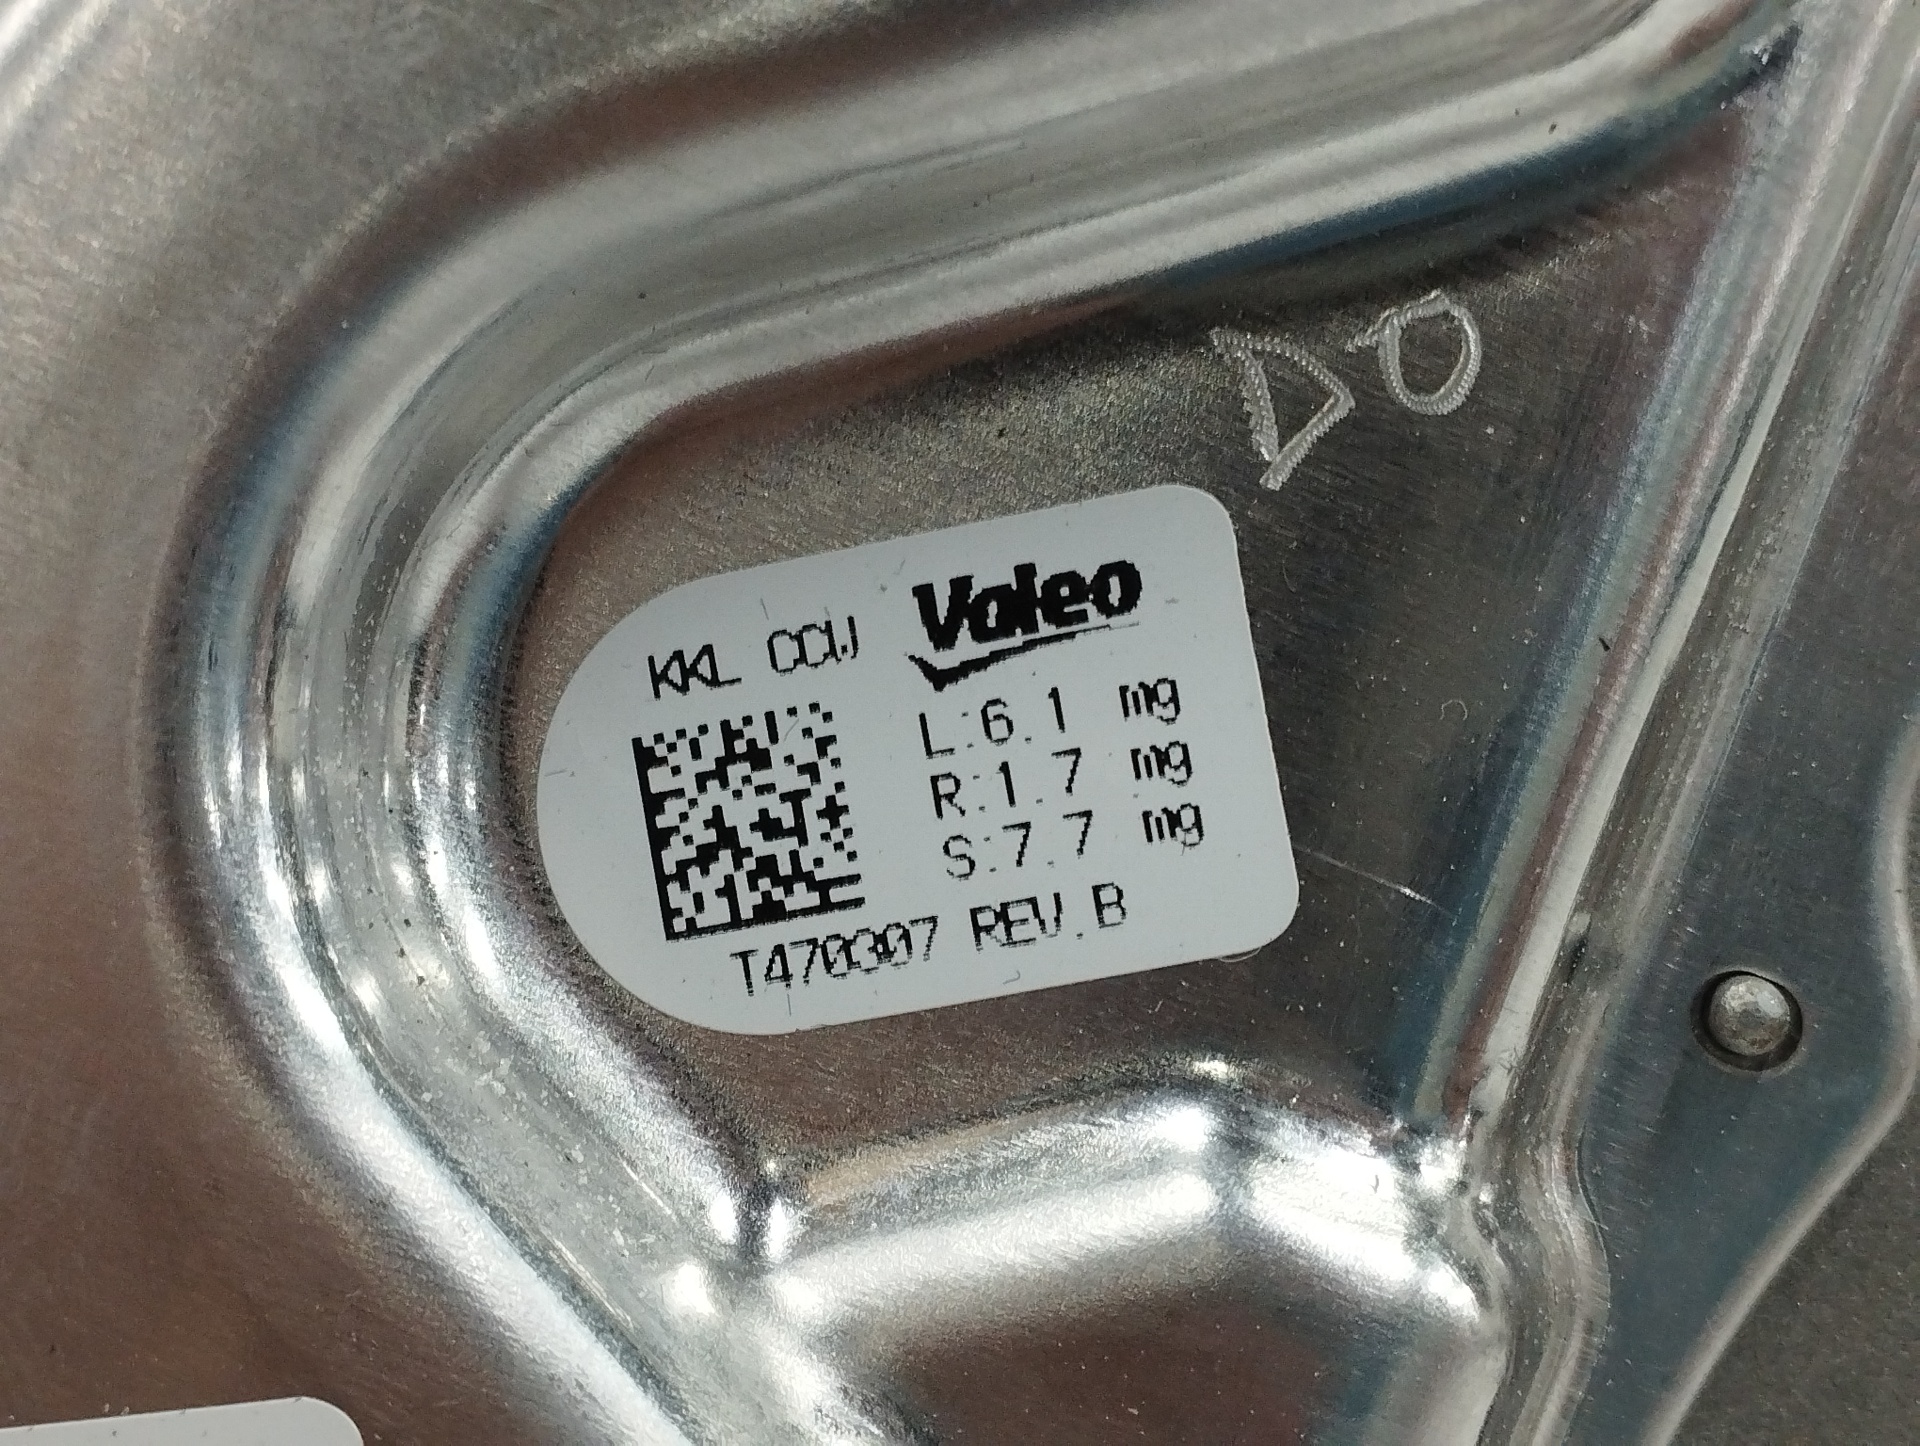 DO
KKL CCW
Valeo
L:6.1 mg
R:1.7 mg
S:7.7 mg
T470307 REV.B